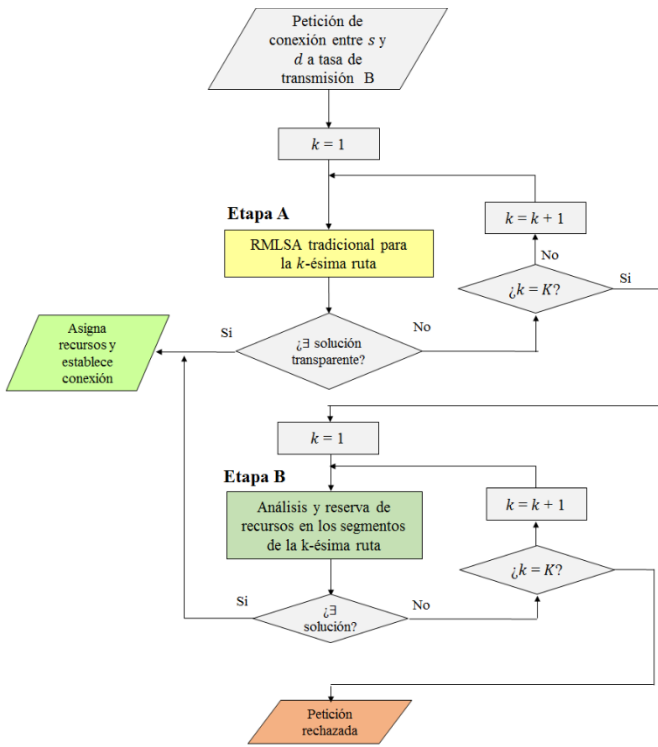 Petición de
conexión entre s y
d a tasa de
transmisión B
k = 1
Etapa A
RMLSA tradicional para
la k-ésima ruta
k = k + 1
No
¿k = K?
Si
Si
¿∃ solución
transparente?
No
Asigna
recursos y
establece
conexión
k = 1
Etapa B
Análisis y reserva de
recursos en los segmentos
de la k-ésima ruta
k = k + 1
¿k = K?
Si
¿∃
solución?
No
Petición
rechazada